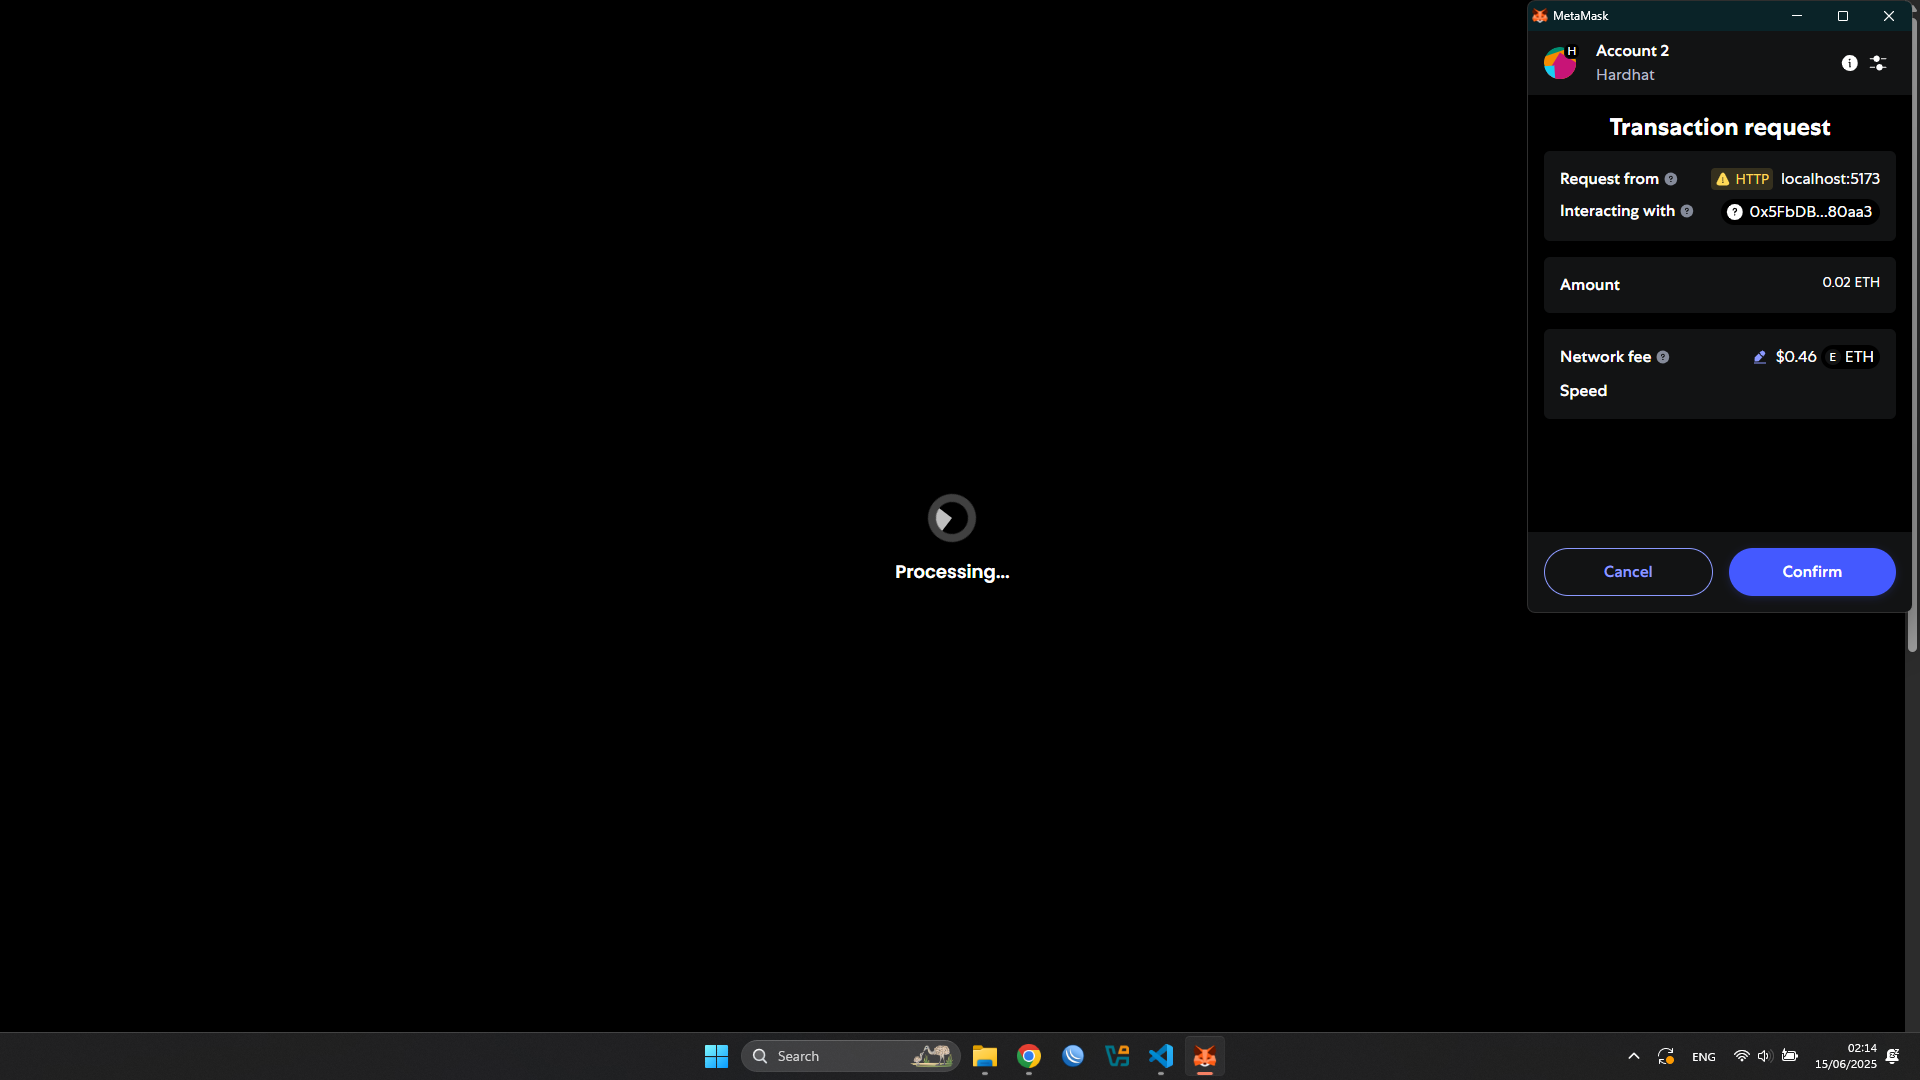 MetaMask
H
Account 2
Hardhat
Transaction request
Request from HTTP localhost:5173
Interacting with 0x5FbDB...80aa3
Amount 0.02 ETH
Network fee $0.46 E ETH
Speed
Cancel Confirm
Processing...
Search
ENG
02:14
15/06/2025